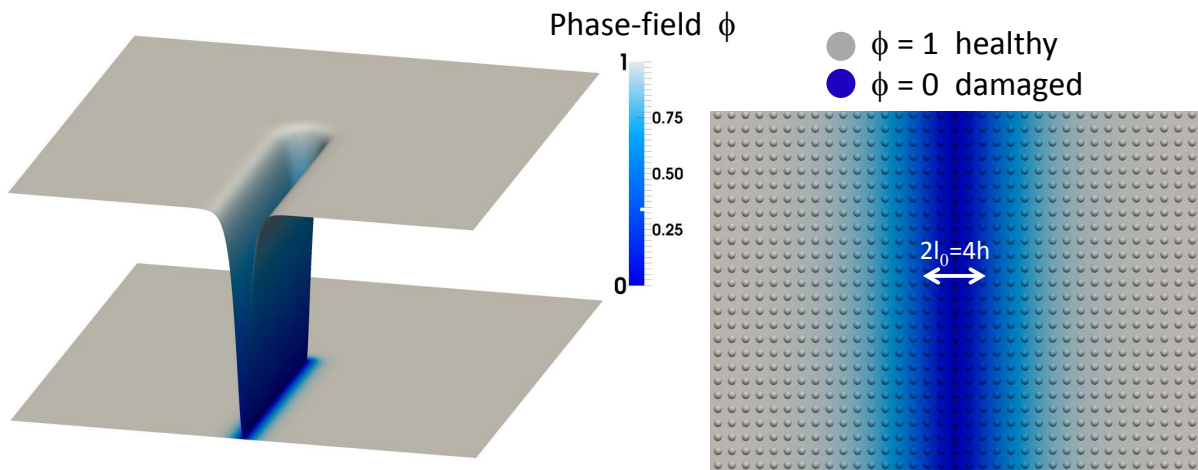 Phase-field ϕ
1
0.75
0.50
0.25
0
ϕ = 1 healthy
ϕ = 0 damaged
2l₀=4h